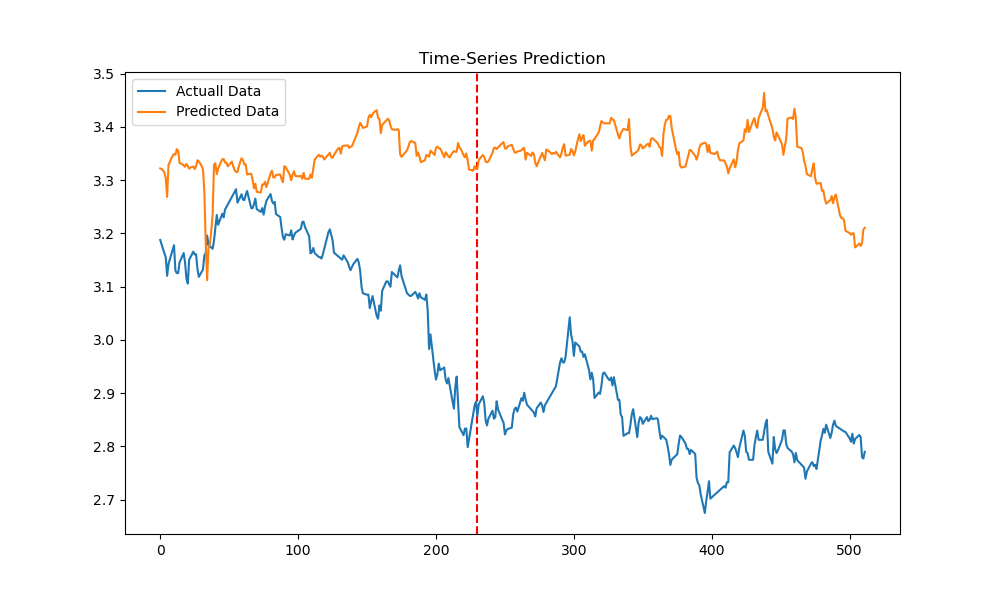 Time-Series Prediction
Actuall Data
Predicted Data
3.5
3.4
3.3
3.2
3.1
3.0
2.9
2.8
2.7
0 100 200 300 400 500